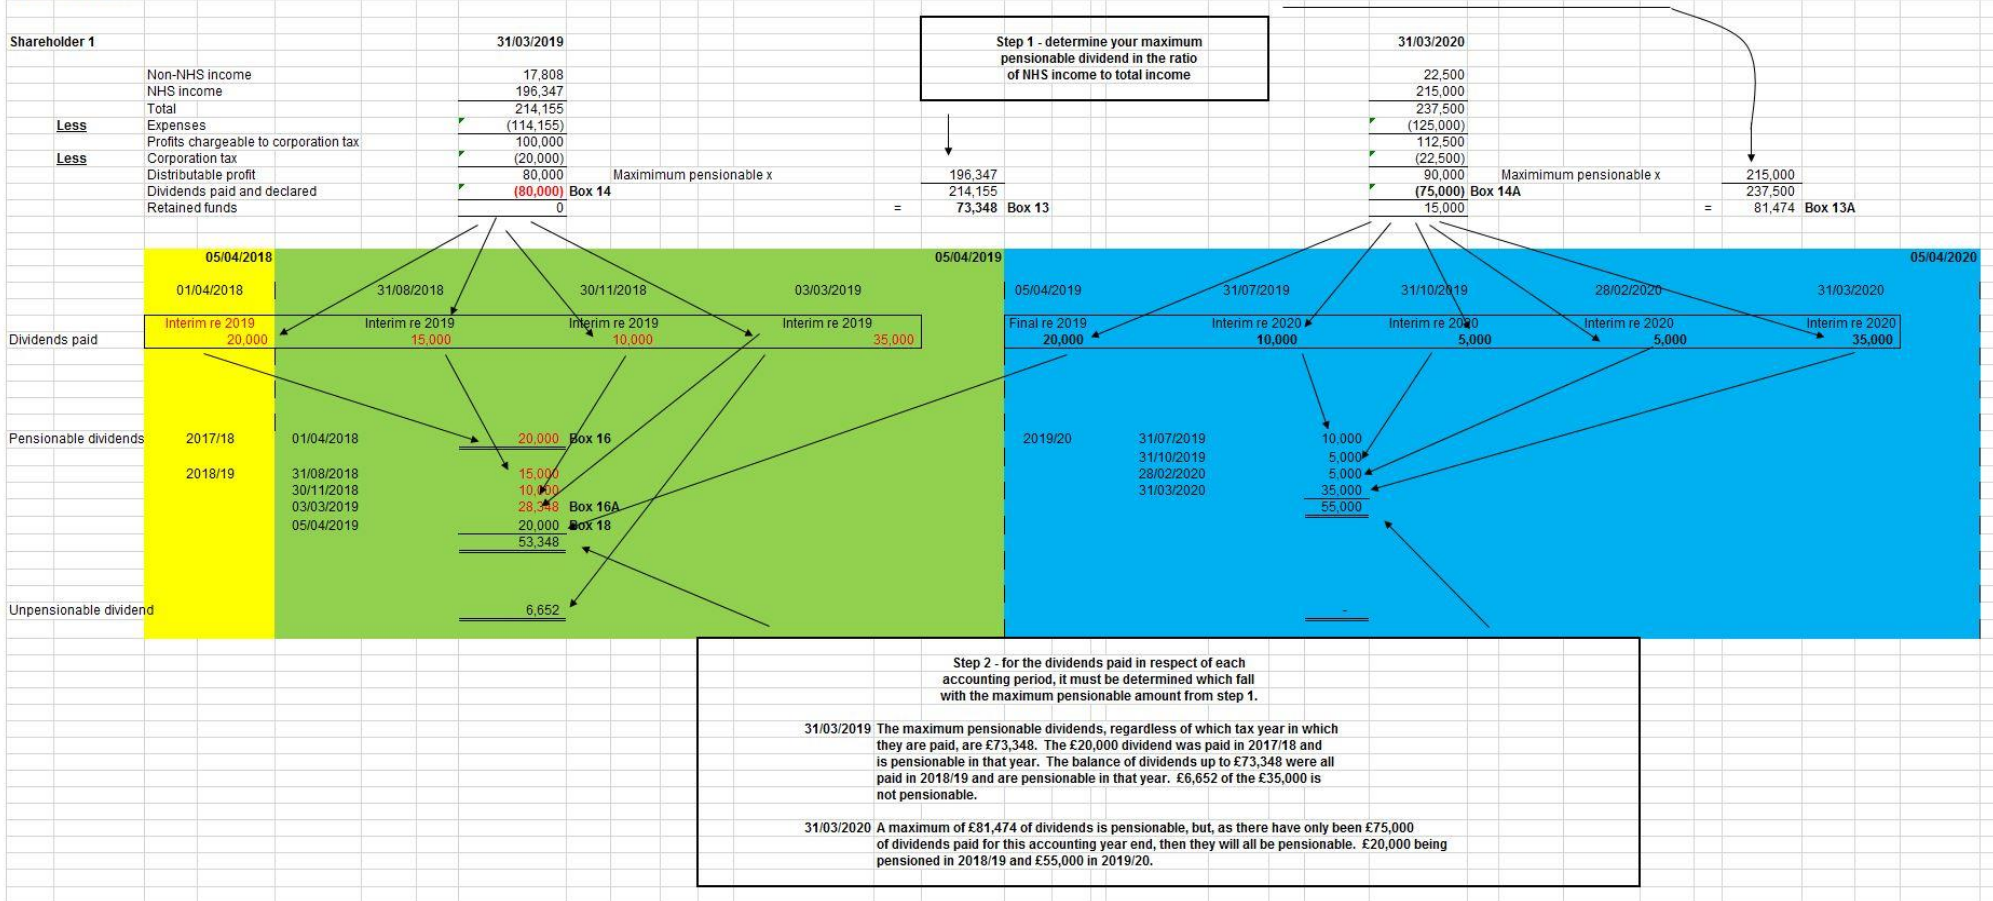 Shareholder 1 31/03/2019 31/03/2020
Step 1 - determine your maximum
pensionable dividend in the ratio
of NHS income to total income
Non-NHS income 17,808 22,500
NHS income 196,347 215,000
Total 214,155 237,500
Less Expenses (114,155) (125,000)
Profits chargeable to corporation tax 100,000 112,500
Less Corporation tax (20,000) (22,500)
Distributable profit 80,000 Maximimum pensionable x 196,347 90,000 Maximimum pensionable x 215,000
Dividends paid and declared (80,000) Box 14 214,155 (75,000) Box 14A 237,500
Retained funds 0 = 73,348 Box 13 15,000 = 81,474 Box 13A
05/04/2018 05/04/2019 05/04/2020
01/04/2018 31/08/2018 30/11/2018 03/03/2019 05/04/2019 31/07/2019 31/10/2019 28/02/2020 31/03/2020
Interim re 2019 Interim re 2019 Interim re 2019 Interim re 2019 Final re 2019 Interim re 2020 Interim re 2020 Interim re 2020 Interim re 2020
Dividends paid 20,000 15,000 10,000 35,000 20,000 10,000 5,000 5,000 35,000
Pensionable dividends 2017/18 01/04/2018 20,000 Box 16 2019/20 31/07/2019 10,000
31/10/2019 5,000
2018/19 31/08/2018 15,000 28/02/2020 5,000
30/11/2018 10,000 31/03/2020 35,000
03/03/2019 28,348 Box 16A 55,000
05/04/2019 20,000 Box 18
53,348
Unpensionable dividend 6,652 -
Step 2 - for the dividends paid in respect of each
accounting period, it must be determined which fall
with the maximum pensionable amount from step 1.
31/03/2019 The maximum pensionable dividends, regardless of which tax year in which
they are paid, are £73,348. The £20,000 dividend was paid in 2017/18 and
is pensionable in that year. The balance of dividends up to £73,348 were all
paid in 2018/19 and are pensionable in that year. £6,652 of the £35,000 is
not pensionable.
31/03/2020 A maximum of £81,474 of dividends is pensionable, but, as there have only been £75,000
of dividends paid for this accounting year end, then they will all be pensionable. £20,000 being
pensioned in 2018/19 and £55,000 in 2019/20.